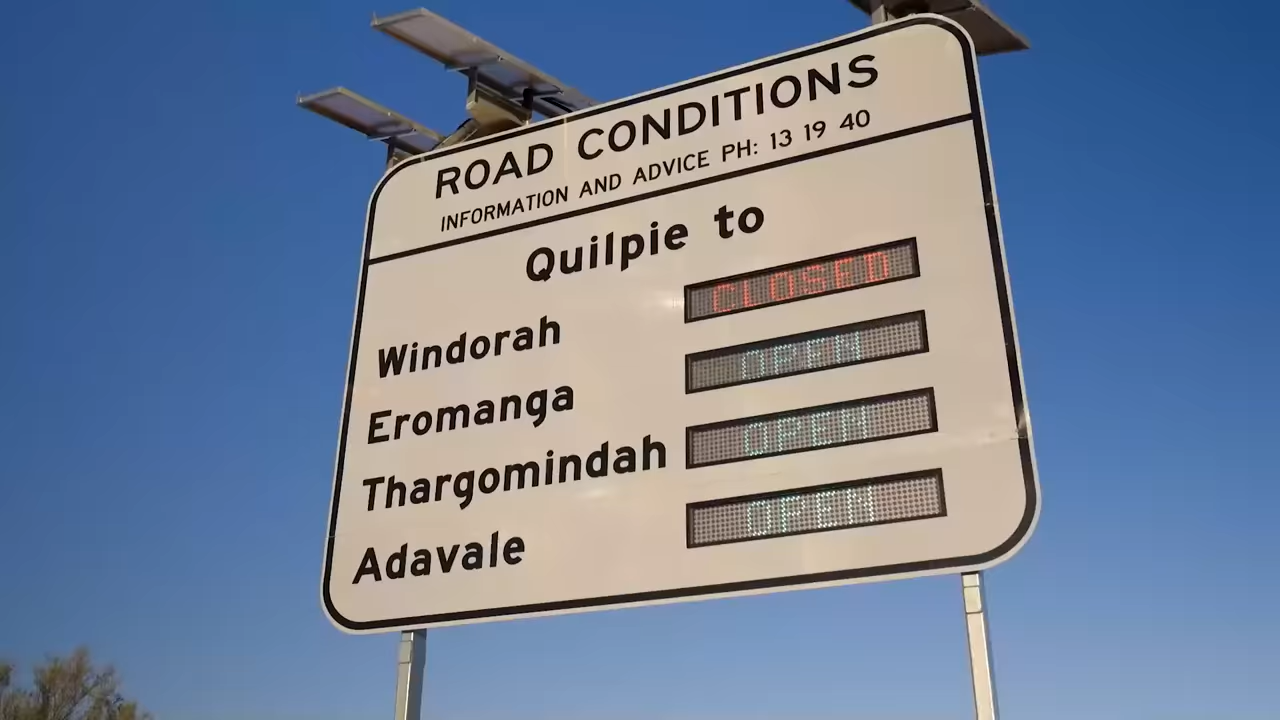 ROAD CONDITIONS
INFORMATION AND ADVICE PH: 13 19 40
Quilpie to
Windorah CLOSED
Eromanga OPEN
Thargomindah OPEN
Adavale OPEN